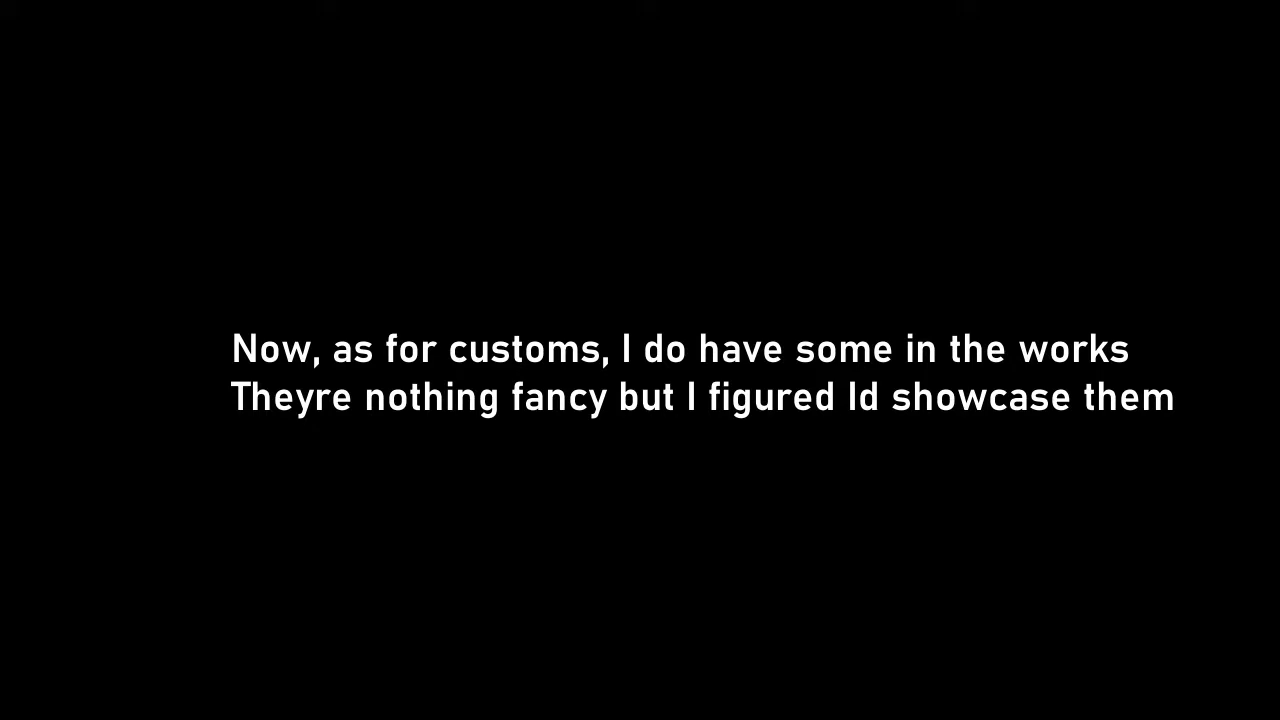 Now, as for customs, I do have some in the works
Theyre nothing fancy but I figured Id showcase them